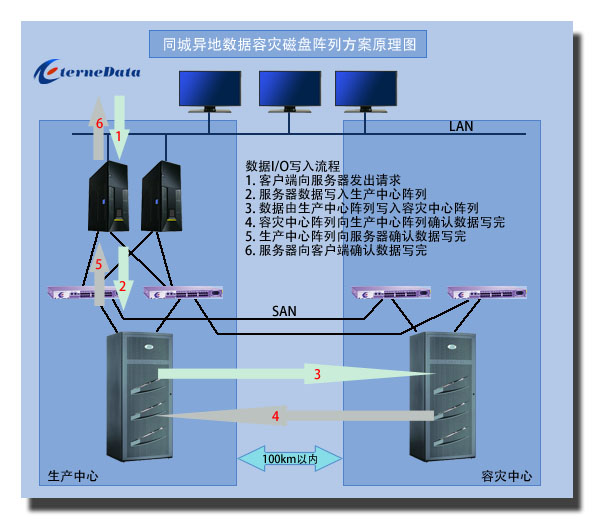 同城异地数据容灾磁盘阵列方案原理图
EterneData
LAN
6
1
数据I/O写入流程
1. 客户端向服务器发出请求
2. 服务器数据写入生产中心阵列
3. 数据由生产中心阵列写入容灾中心阵列
4. 容灾中心阵列向生产中心阵列确认数据写完
5. 生产中心阵列向服务器确认数据写完
6. 服务器向客户端确认数据写完
5
2
SAN
3
4
100km以内
生产中心
容灾中心